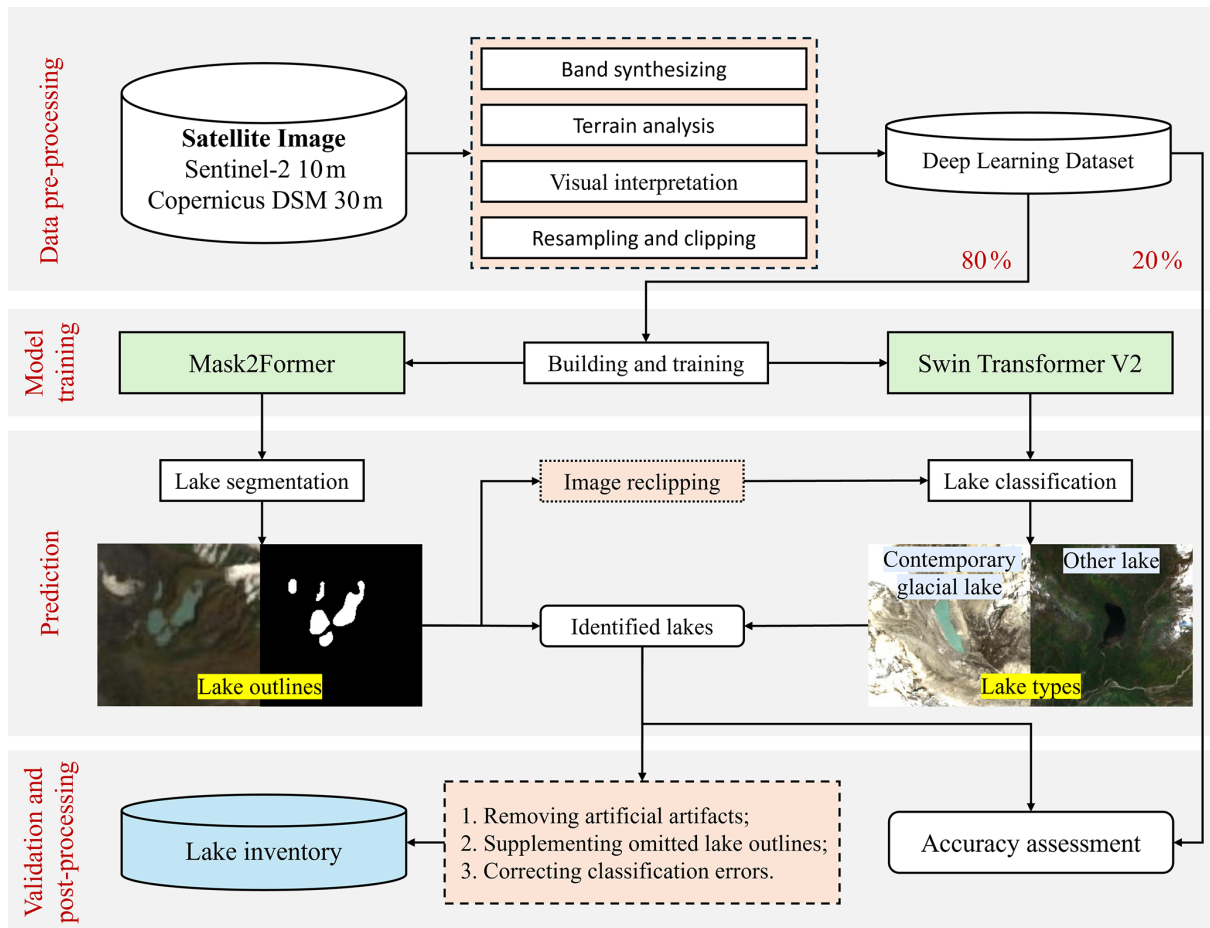 Data pre-processing
Satellite Image
Sentinel-2 10 m
Copernicus DSM 30 m
Band synthesizing
Terrain analysis
Visual interpretation
Resampling and clipping
Deep Learning Dataset
80 %
20 %
Model
training
Mask2Former
Building and training
Swin Transformer V2
Prediction
Lake segmentation
Image reclipping
Lake classification
Lake outlines
Identified lakes
Contemporary
glacial lake
Other lake
Lake types
Validation and
post-processing
Lake inventory
1. Removing artificial artifacts;
2. Supplementing omitted lake outlines;
3. Correcting classification errors.
Accuracy assessment